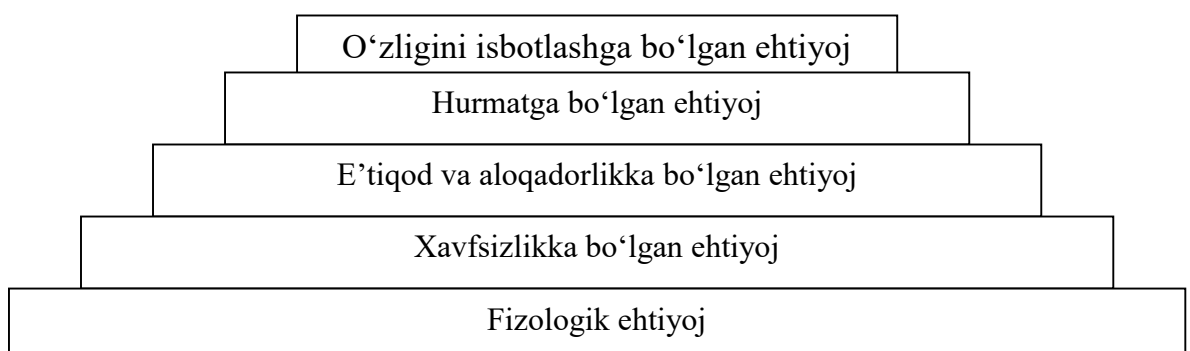 O‘zligini isbotlashga bo‘lgan ehtiyoj
Hurmatga bo‘lgan ehtiyoj
E’tiqod va aloqadorlikka bo‘lgan ehtiyoj
Xavfsizlikka bo‘lgan ehtiyoj
Fizologik ehtiyoj